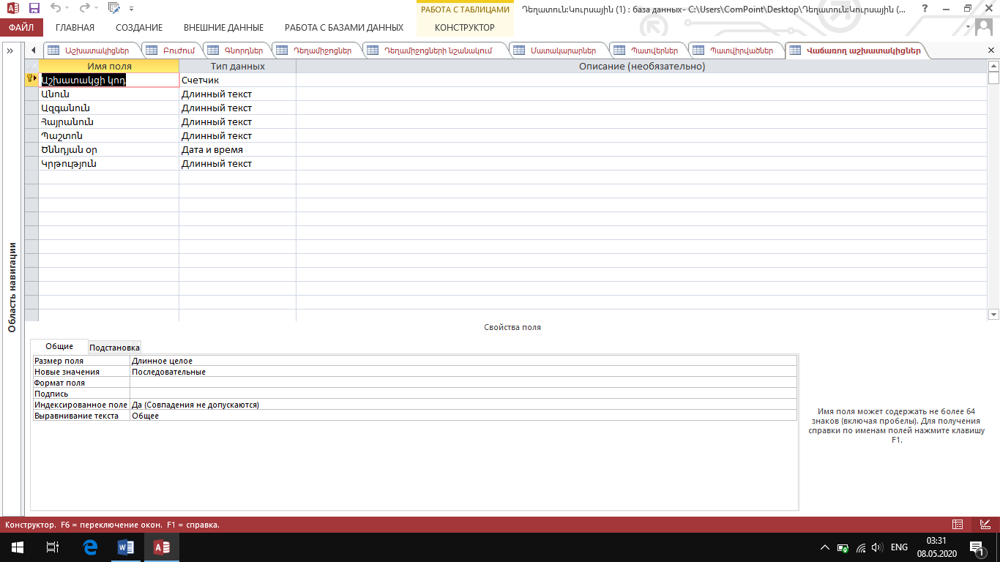 РАБОТА С ТАБЛИЦАМИ
Դեղատուն:Կուրսային (1) : база данных- C:\Users\ComPoint\Desktop\Դեղատուն:Կուրսային (...
?
ФАЙЛ ГЛАВНАЯ СОЗДАНИЕ ВНЕШНИЕ ДАННЫЕ РАБОТА С БАЗАМИ ДАННЫХ КОНСТРУКТОР
Աշխատակիցներ Բուժում Գնորդներ Դեղամիջոցներ Դեղամիջոցների նշանակում Մատակարարներ Պատվերներ Պատվիրվածներ Վաճառող աշխատակիցներ
Имя поля Тип данных Описание (необязательно)
Աշխատակցի կոդ Счетчик
Անուն Длинный текст
Ազգանուն Длинный текст
Հայրանուն Длинный текст
Պաշտոն Длинный текст
Ծննդյան օր Дата и время
Կրթություն Длинный текст
Область навигации
Свойства поля
Общие Подстановка
Размер поля Длинное целое
Новые значения Последовательные
Формат поля
Подпись
Индексированное поле Да (Совпадения не допускаются)
Выравнивание текста Общее
Имя поля может содержать не более 64
знаков (включая пробелы). Для получения
справки по именам полей нажмите клавишу
F1.
Конструктор. F6 = переключение окон. F1 = справка.
ENG
03:31
08.05.2020
1